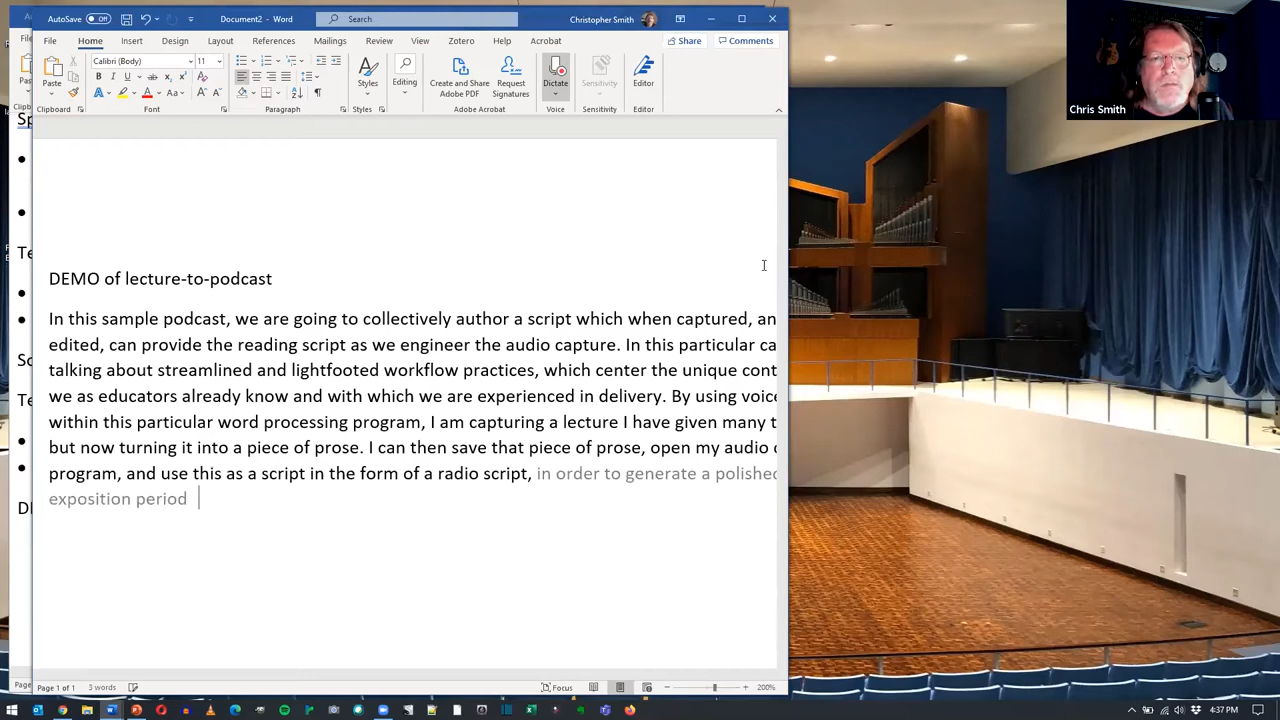 AutoSave Off
Document2 - Word
Search
Christopher Smith
File Home Insert Design Layout References Mailings Review View Zotero Help Acrobat
Share Comments
Calibri (Body) 11
Paste
Styles
Editing
Create and Share Adobe PDF
Request Signatures
Dictate
Sensitivity
Editor
Clipboard Font Paragraph Styles Adobe Acrobat Voice Sensitivity Editor
Chris Smith
DEMO of lecture-to-podcast
In this sample podcast, we are going to collectively author a script which when captured, an
edited, can provide the reading script as we engineer the audio capture. In this particular ca
talking about streamlined and lightfooted workflow practices, which center the unique cont
we as educators already know and with which we are experienced in delivery. By using voice
within this particular word processing program, I am capturing a lecture I have given many t
but now turning it into a piece of prose. I can then save that piece of prose, open my audio
program, and use this as a script in the form of a radio script, in order to generate a polished
exposition period
Page 1 of 1 3 words
Focus
200%
4:37 PM